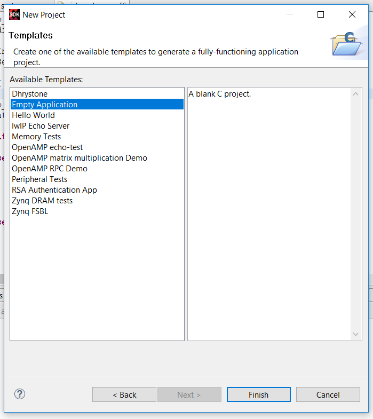 SDK New Project
Templates
Create one of the available templates to generate a fully-functioning application
project.
Available Templates:
Dhrystone
Empty Application
Hello World
lwIP Echo Server
Memory Tests
OpenAMP echo-test
OpenAMP matrix multiplication Demo
OpenAMP RPC Demo
Peripheral Tests
RSA Authentication App
Zynq DRAM tests
Zynq FSBL
A blank C project.
?
< Back
Next >
Finish
Cancel